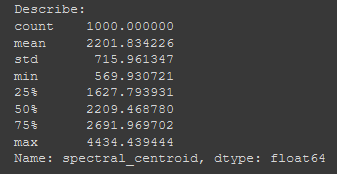 Describe:
count    1000.000000
mean     2201.834226
std       715.961347
min       569.930721
25%      1627.793931
50%      2209.468780
75%      2691.969702
max      4434.439444
Name: spectral_centroid, dtype: float64